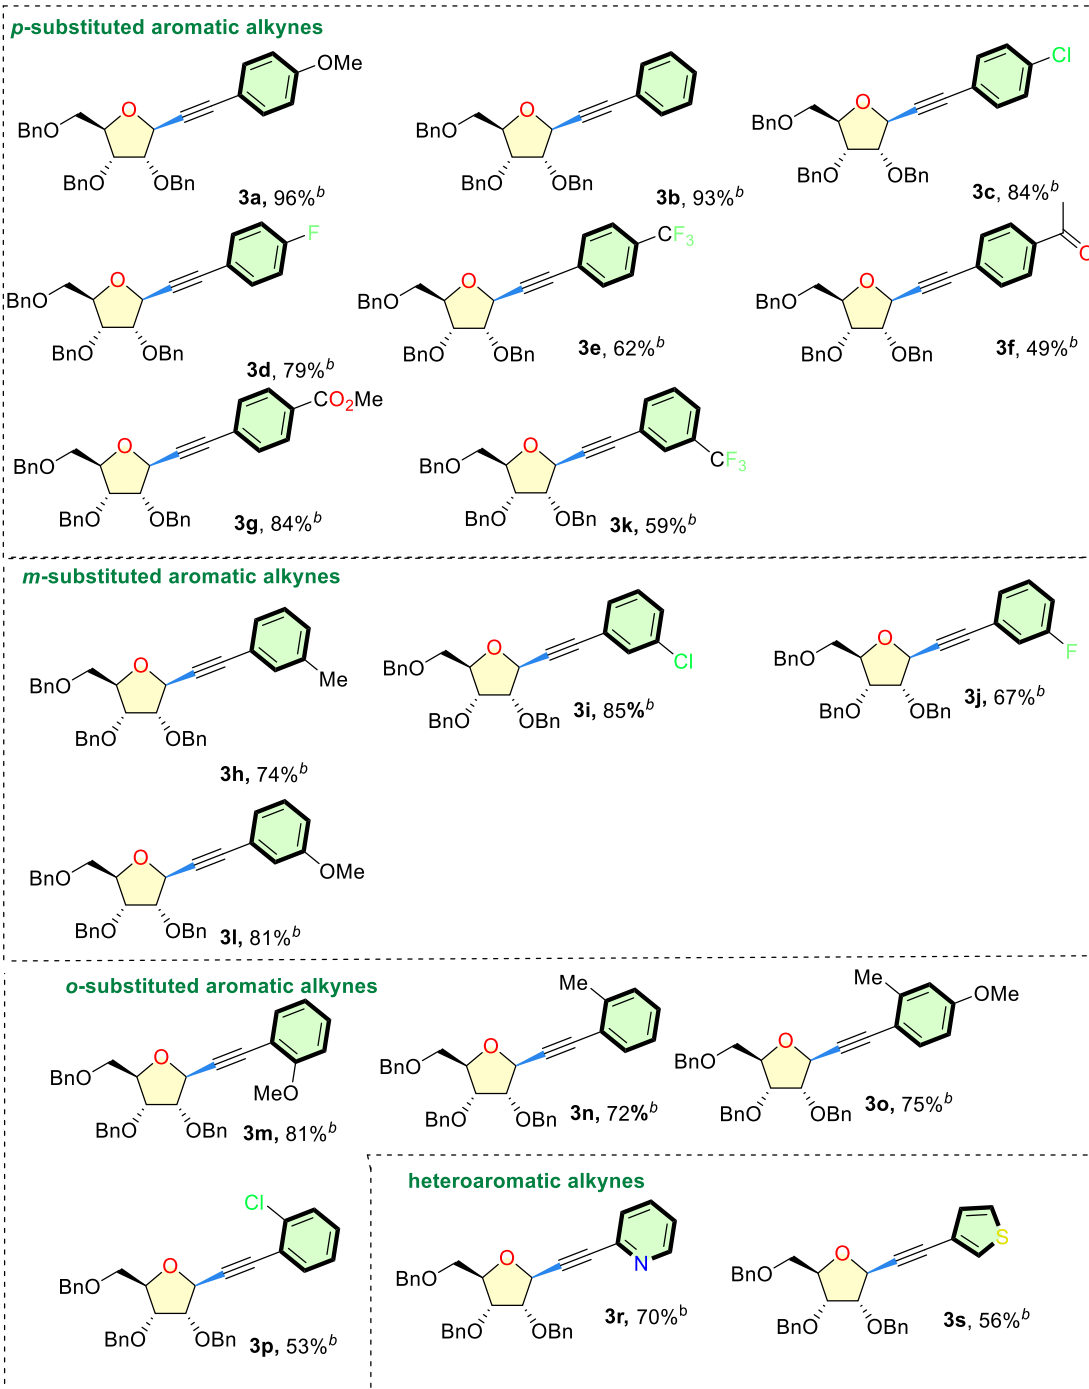 p-substituted aromatic alkynes
OMe
O
BnO
BnO
OBn
3a, 96%b
O
BnO
BnO
OBn
3b, 93%b
Cl
O
BnO
BnO
OBn
3c, 84%b
F
O
BnO
BnO
OBn
3d, 79%b
CF3
O
BnO
BnO
OBn
3e, 62%b
O
O
BnO
BnO
OBn
3f, 49%b
CO2Me
O
BnO
BnO
OBn
3g, 84%b
O
CF3
BnO
BnO
OBn
3k, 59%b
m-substituted aromatic alkynes
O
Me
BnO
BnO
OBn
3h, 74%b
O
Cl
BnO
BnO
OBn
3i, 85%b
O
F
BnO
BnO
OBn
3j, 67%b
O
OMe
BnO
BnO
OBn
3l, 81%b
o-substituted aromatic alkynes
O
MeO
BnO
BnO
OBn
3m, 81%b
Me
O
BnO
BnO
OBn
3n, 72%b
Me
OMe
O
BnO
BnO
OBn
3o, 75%b
Cl
O
BnO
BnO
OBn
3p, 53%b
heteroaromatic alkynes
O
N
BnO
BnO
OBn
3r, 70%b
S
O
BnO
BnO
OBn
3s, 56%b